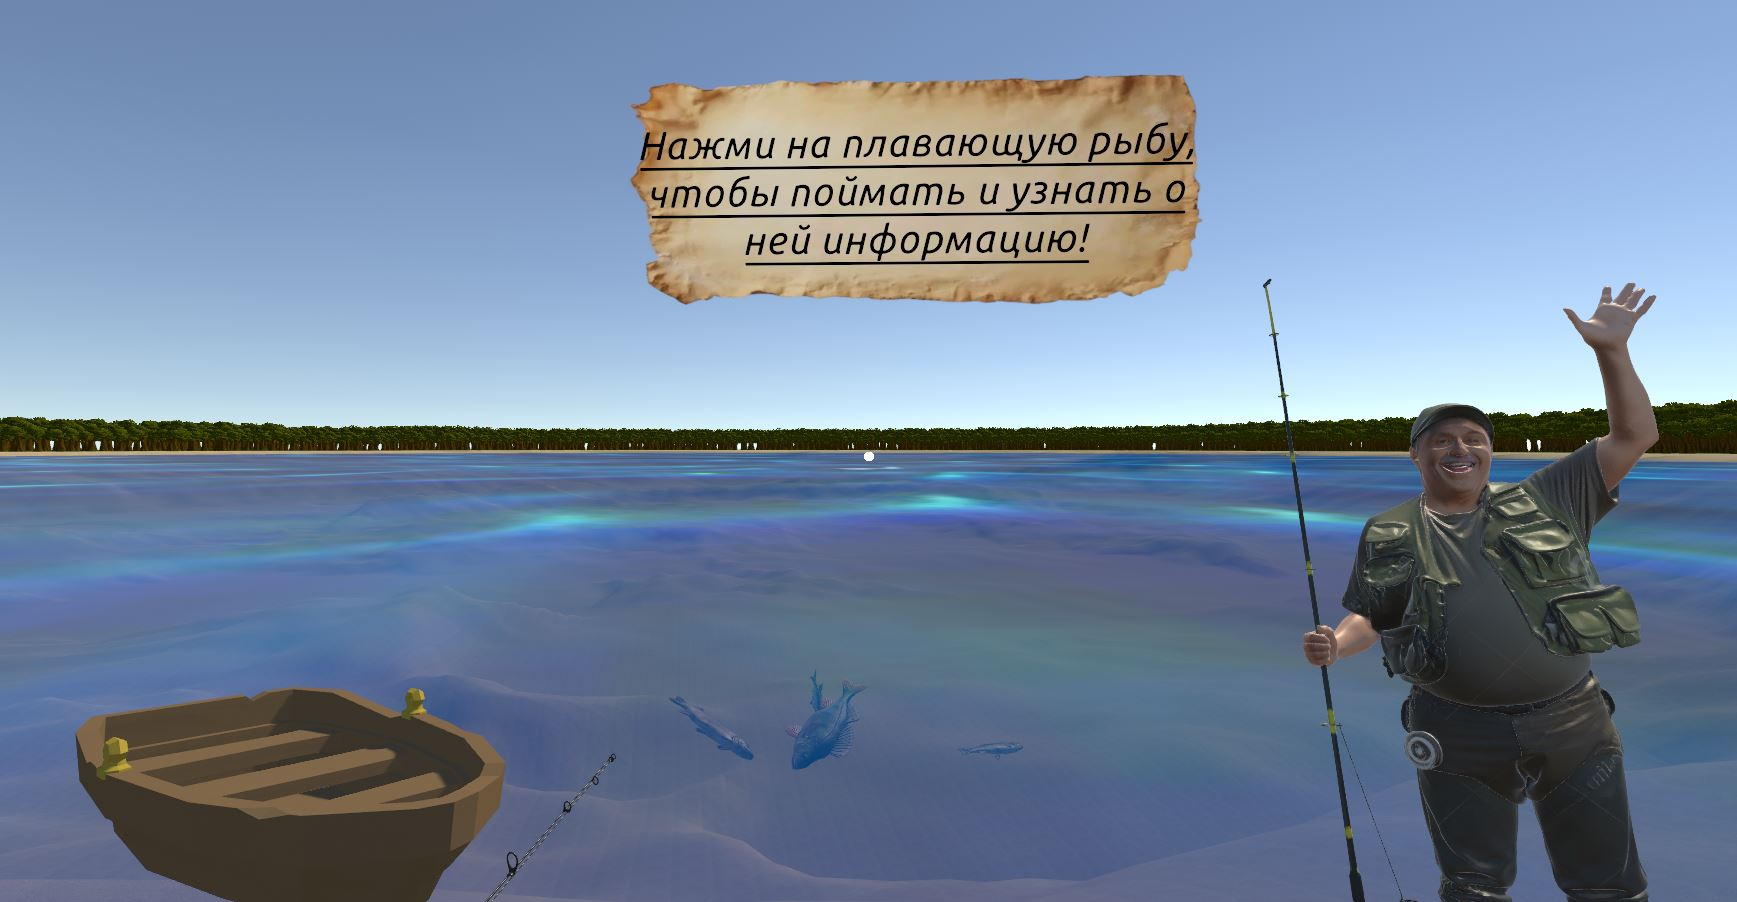 Нажми на плавающую рыбу,
чтобы поймать и узнать о
ней информацию!